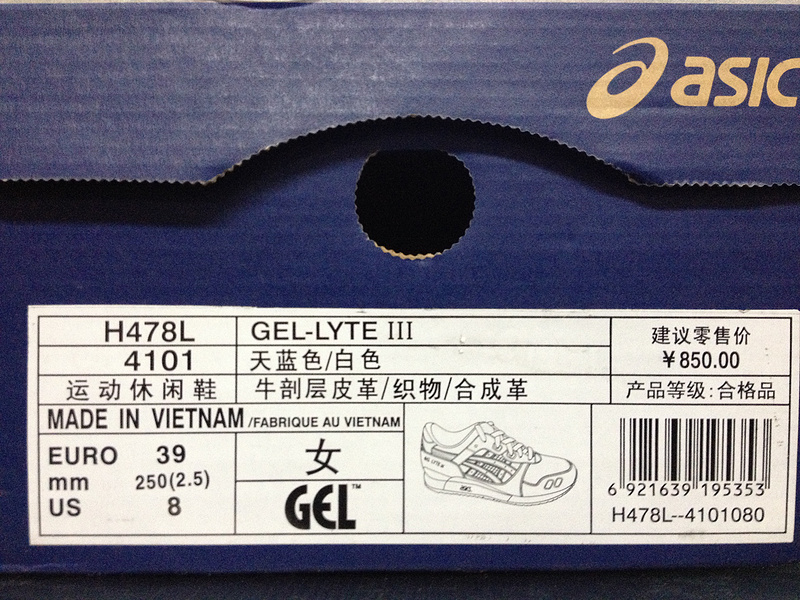 asic
H478L GEL-LYTE III
4101 天蓝色/白色
运动休闲鞋 牛剖层皮革/织物/合成革
建议零售价
￥850.00
产品等级:合格品
MADE IN VIETNAM/FABRIQUE AU VIETNAM
EURO 39
mm 250(2.5)
US 8
女
GEL™
6 921639 195353
H478L--4101080